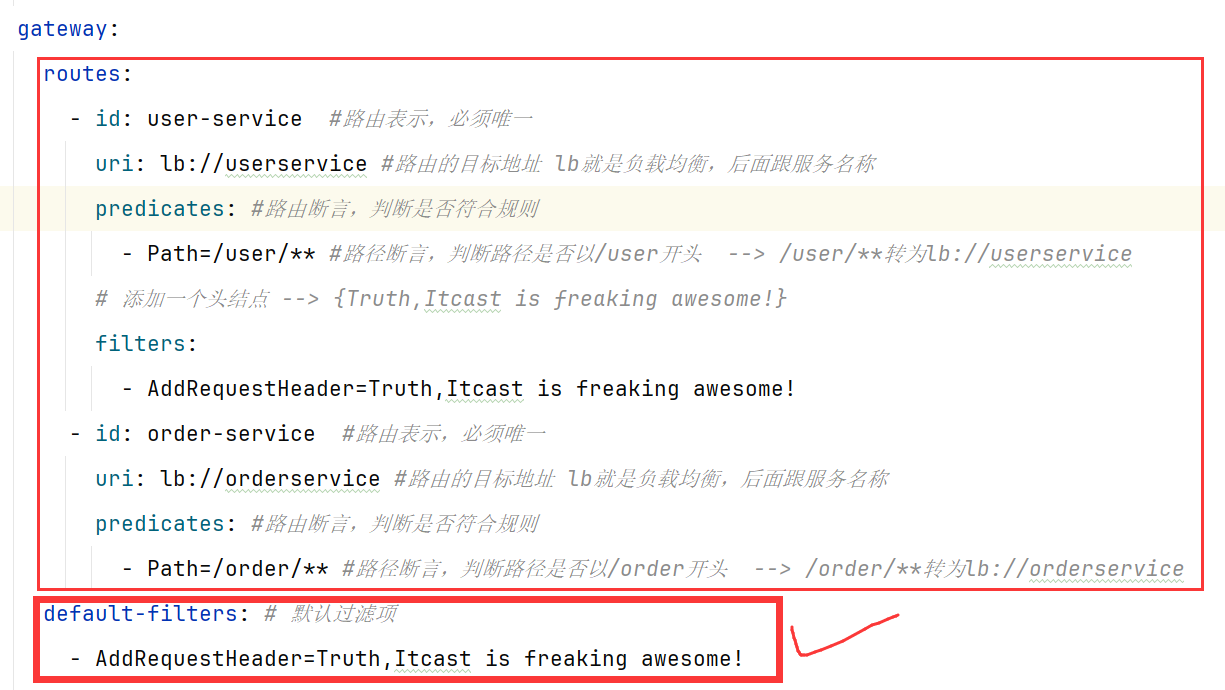 gateway:
routes:
- id: user-service #路由表示，必须唯一
uri: lb://userservice #路由的目标地址 lb就是负载均衡，后面跟服务名称
predicates: #路由断言，判断是否符合规则
- Path=/user/** #路径断言，判断路径是否以/user开头 --> /user/**转为lb://userservice
# 添加一个头结点 --> {Truth,Itcast is freaking awesome!}
filters:
- AddRequestHeader=Truth,Itcast is freaking awesome!
- id: order-service #路由表示，必须唯一
uri: lb://orderservice #路由的目标地址 lb就是负载均衡，后面跟服务名称
predicates: #路由断言，判断是否符合规则
- Path=/order/** #路径断言，判断路径是否以/order开头 --> /order/**转为lb://orderservice
default-filters: # 默认过滤项
- AddRequestHeader=Truth,Itcast is freaking awesome!